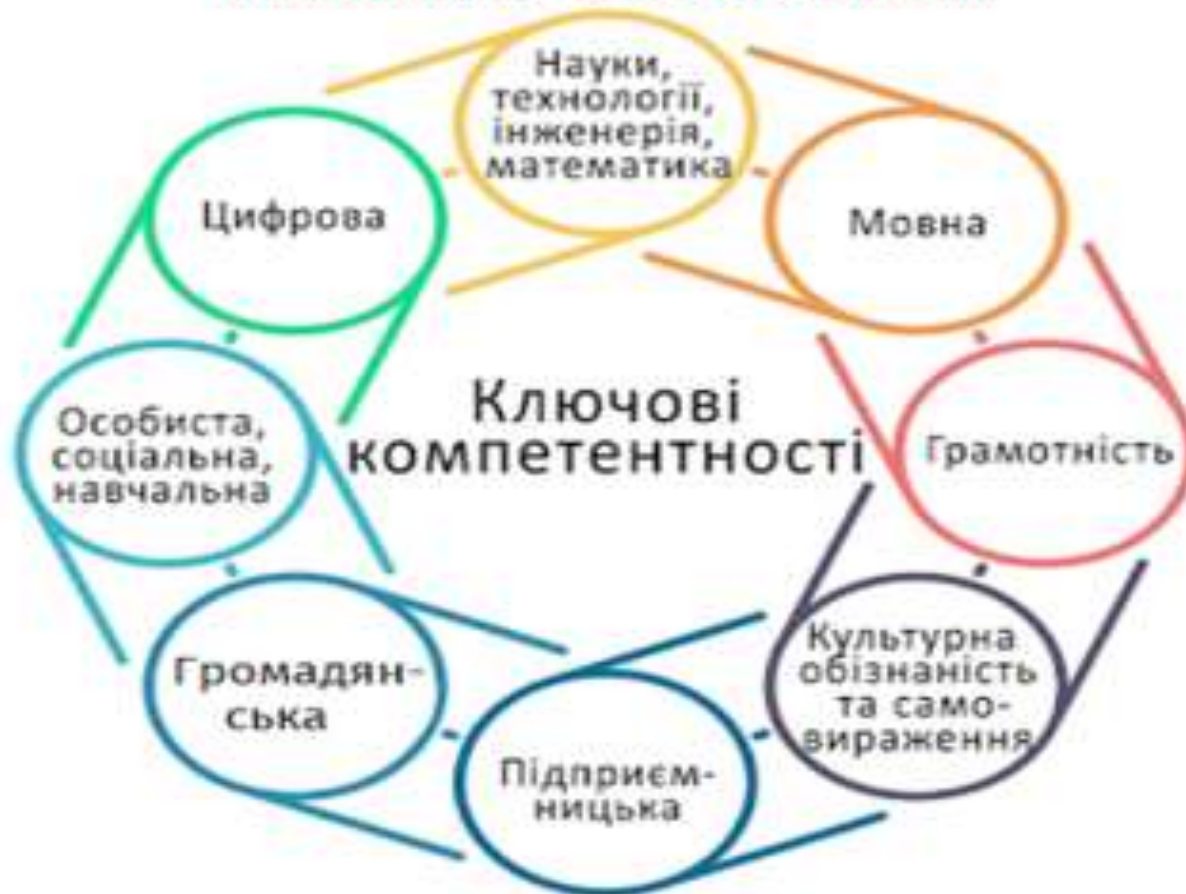 Науки,
технології,
інженерія,
математика
Мовна
Грамотність
Культурна
обізнаність
та само-
вираження
Підприєм-
ницька
Громадян-
ська
Особиста,
соціальна,
навчальна
Цифрова
Ключові
компетентності